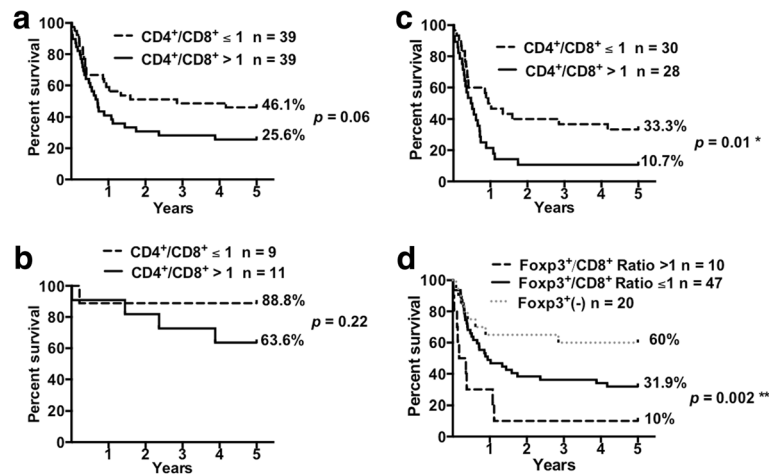 a
CD4⁺/CD8⁺ ≤ 1 n = 39
CD4⁺/CD8⁺ > 1 n = 39
Percent survival
100
80
60
40
20
0
46.1%
25.6%
p = 0.06
1 2 3 4 5
Years
c
CD4⁺/CD8⁺ ≤ 1 n = 30
CD4⁺/CD8⁺ > 1 n = 28
Percent survival
100
80
60
40
20
0
33.3%
10.7%
p = 0.01 *
1 2 3 4 5
Years
b
CD4⁺/CD8⁺ ≤ 1 n = 9
CD4⁺/CD8⁺ > 1 n = 11
Percent survival
100
80
60
40
20
0
88.8%
63.6%
p = 0.22
1 2 3 4 5
Years
d
Foxp3⁺/CD8⁺ Ratio >1 n = 10
Foxp3⁺/CD8⁺ Ratio ≤1 n = 47
Foxp3⁺(-) n = 20
Percent survival
100
80
60
40
20
0
60%
31.9%
10%
p = 0.002 **
1 2 3 4 5
Years